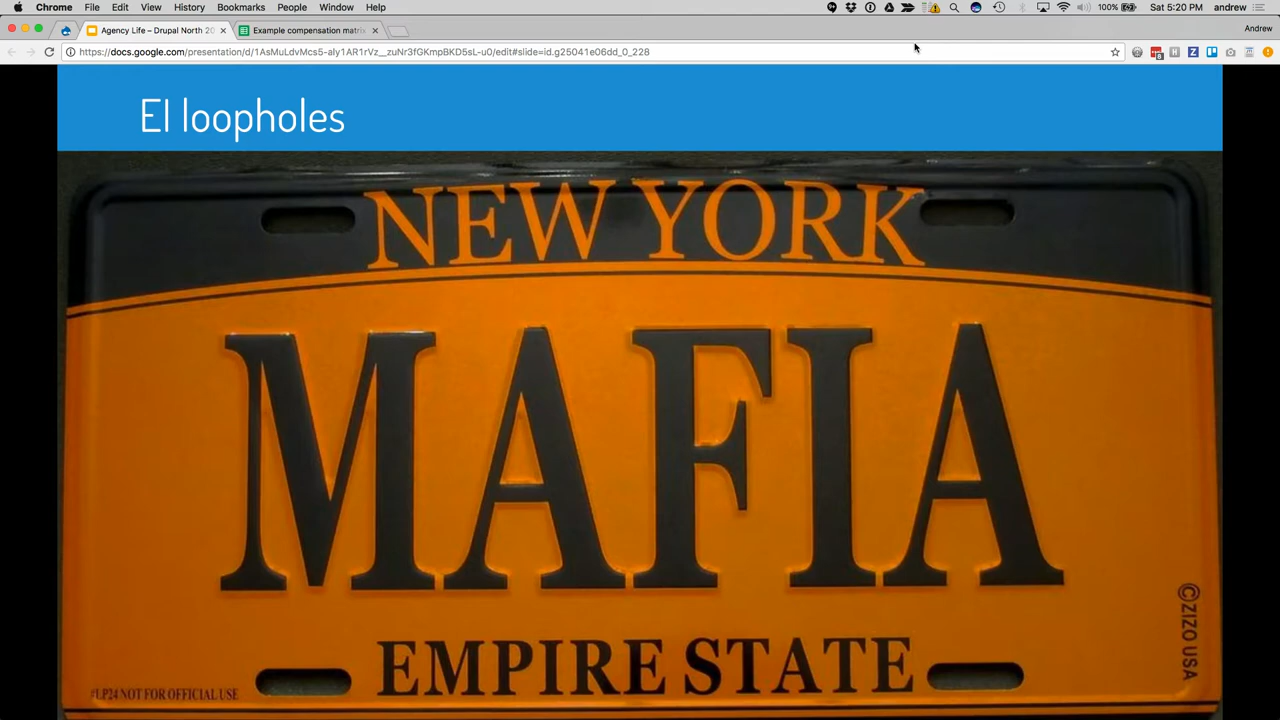 Chrome File Edit View History Bookmarks People Window Help 100% Sat 5:20 PM andrew
Agency Life – Drupal North 20 Example compensation matrix Andrew
https://docs.google.com/presentation/d/1AsMuLdvMcs5-aIy1AR1rVz__zuNr3fGKmpBKD5sL-u0/edit#slide=id.g25041e06dd_0_228
EI loopholes
NEW YORK
MAFIA
EMPIRE STATE
#LP24 NOT FOR OFFICIAL USE
©ZIZO USA